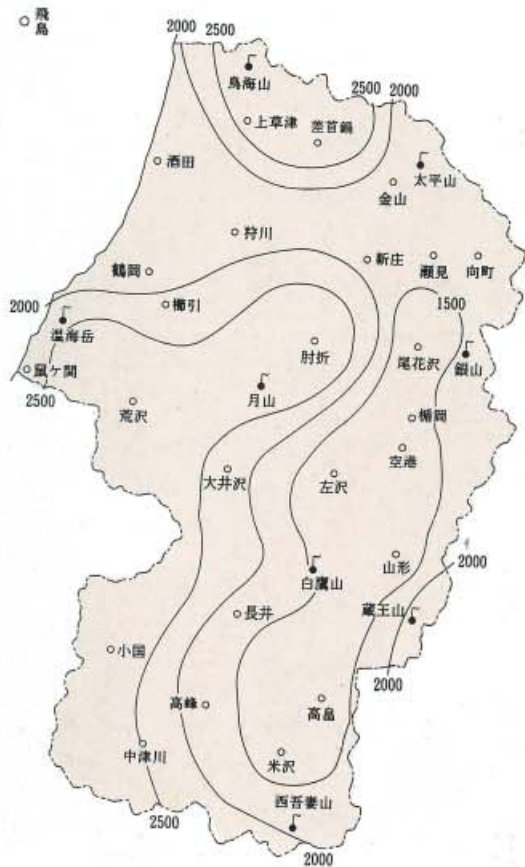 飛島
2000 2500
鳥海山
2500 2000
上草津
差首鍋
酒田
太平山
金山
狩川
新庄
瀬見
向町
鶴岡
2000
櫛引
1500
温海岳
肘折
尾花沢
銀山
鼠ケ関
2500
荒沢
月山
楯岡
空港
大井沢
左沢
山形
2000
白鷹山
蔵王山
長井
小国
2000
高峰
高畠
中津川
米沢
西吾妻山
2500
2000